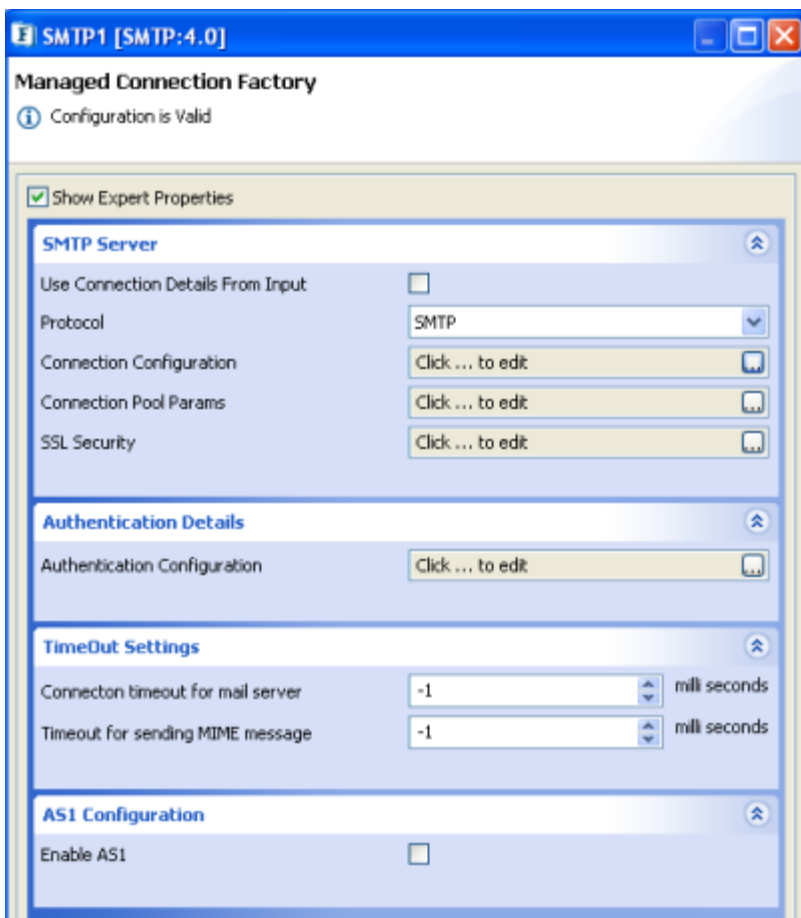 SMTP1 [SMTP:4.0]
Managed Connection Factory
Configuration is Valid
Show Expert Properties
SMTP Server
Use Connection Details From Input
Protocol SMTP
Connection Configuration Click ... to edit ...
Connection Pool Params Click ... to edit ...
SSL Security Click ... to edit ...
Authentication Details
Authentication Configuration Click ... to edit ...
TimeOut Settings
Connecton timeout for mail server -1 milli seconds
Timeout for sending MIME message -1 milli seconds
AS1 Configuration
Enable AS1